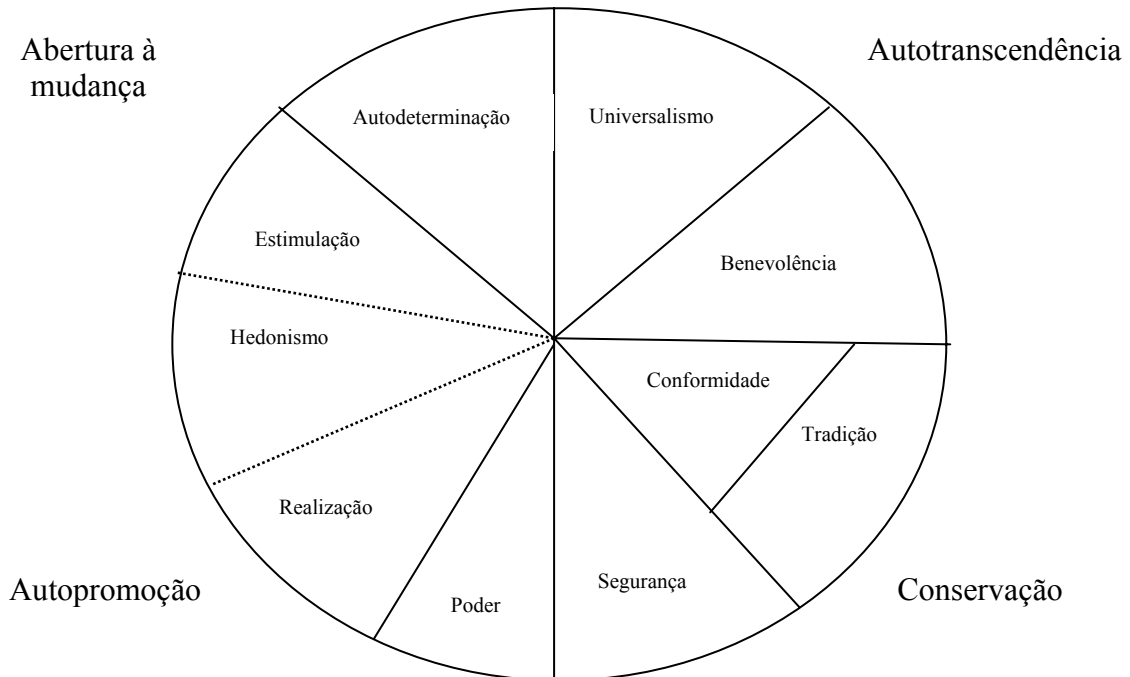 Abertura à
mudança
Autotranscendência
Autodeterminação
Universalismo
Estimulação
Benevolência
Hedonismo
Conformidade
Tradição
Realização
Segurança
Poder
Autopromoção
Conservação